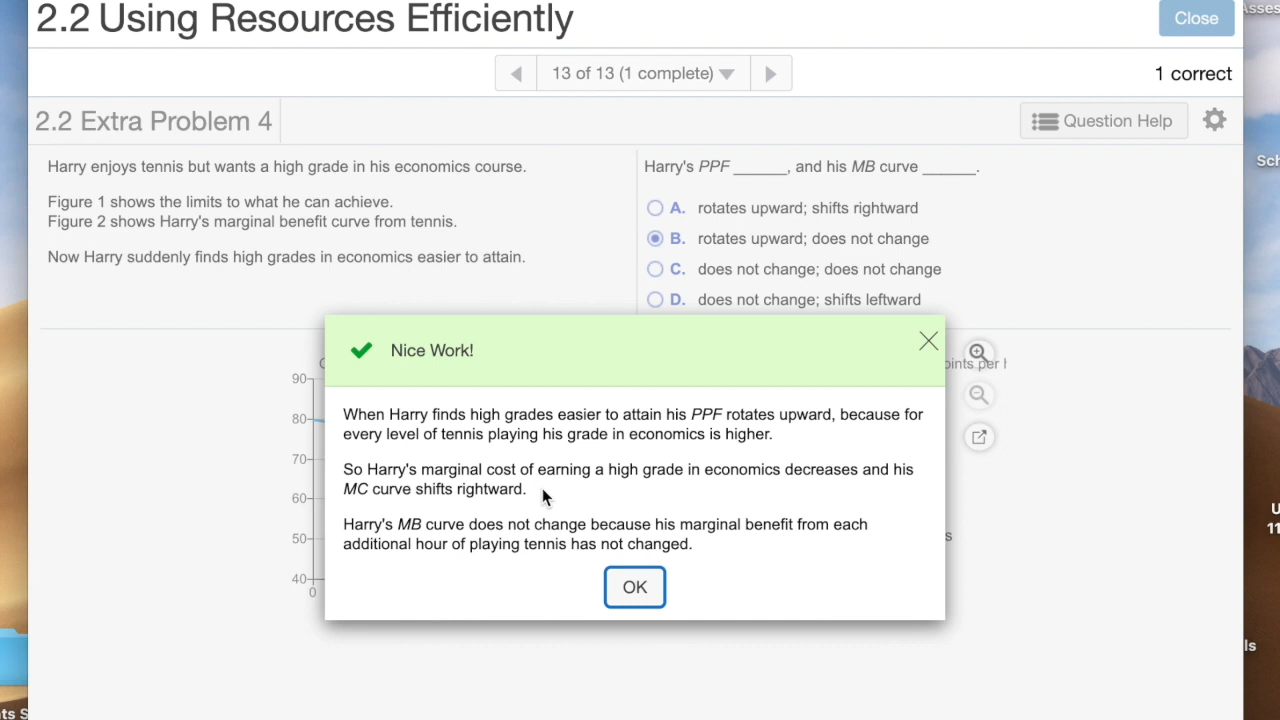 2.2 Using Resources Efficiently
Close
13 of 13 (1 complete)
1 correct
2.2 Extra Problem 4
Question Help
Harry enjoys tennis but wants a high grade in his economics course.
Figure 1 shows the limits to what he can achieve.
Figure 2 shows Harry's marginal benefit curve from tennis.
Now Harry suddenly finds high grades in economics easier to attain.
Harry's PPF ______, and his MB curve ______.
A. rotates upward; shifts rightward
B. rotates upward; does not change
C. does not change; does not change
D. does not change; shifts leftward
Nice Work!
When Harry finds high grades easier to attain his PPF rotates upward, because for
every level of tennis playing his grade in economics is higher.
So Harry's marginal cost of earning a high grade in economics decreases and his
MC curve shifts rightward.
Harry's MB curve does not change because his marginal benefit from each
additional hour of playing tennis has not changed.
OK
90
80
70
60
50
40
0